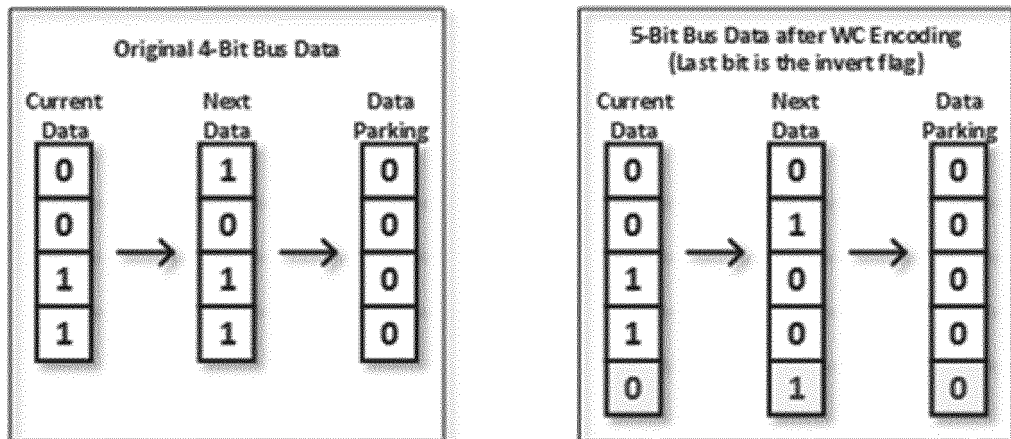 Original 4-Bit Bus Data
Current Data
Next Data
Data Parking
0 1 0
0 0 0
1 1 0
1 1 0
5-Bit Bus Data after WC Encoding
(Last bit is the invert flag)
Current Data
Next Data
Data Parking
0 0 0
0 1 0
1 0 0
1 0 0
0 1 0